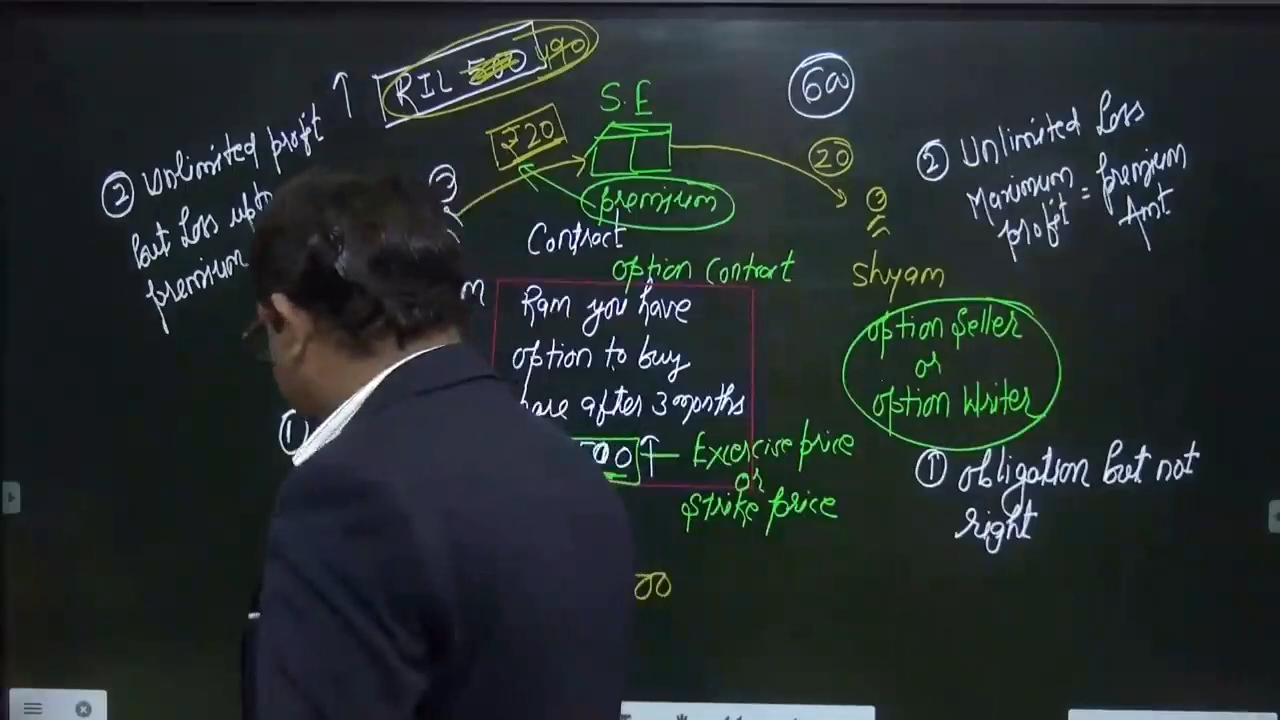 RIL 500 490
S.E
600
₹20
20
② Unlimited profit
but loss upto
premium
premium
② Unlimited Loss
Maximum
profit = premium
Amt
Contract
option Contract
Shyam
Ram you have
option to buy
after 3 months
Exercise price
or
Strike price
option Seller
or
option Writer
①
① obligation but not
right
00